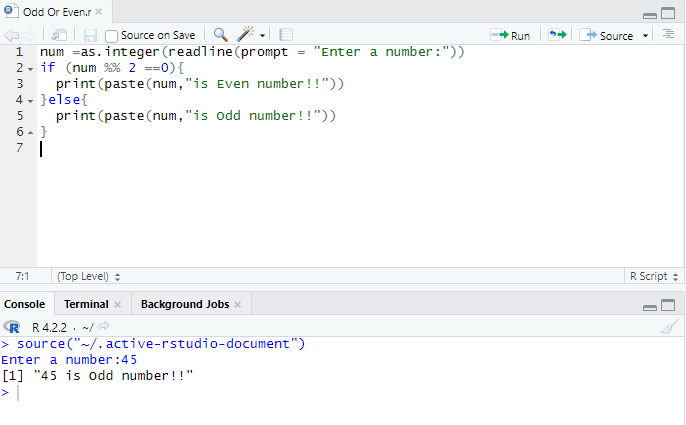 Odd Or Even.r
Source on Save
Run
Source
1 num =as.integer(readline(prompt = "Enter a number:"))
2 if (num %% 2 ==0){
3   print(paste(num,"is Even number!!"))
4 }else{
5   print(paste(num,"is Odd number!!"))
6 }
7
7:1 (Top Level) R Script
Console Terminal Background Jobs
R R 4.2.2 · ~/
> source("~/.active-rstudio-document")
Enter a number:45
[1] "45 is Odd number!!"
>